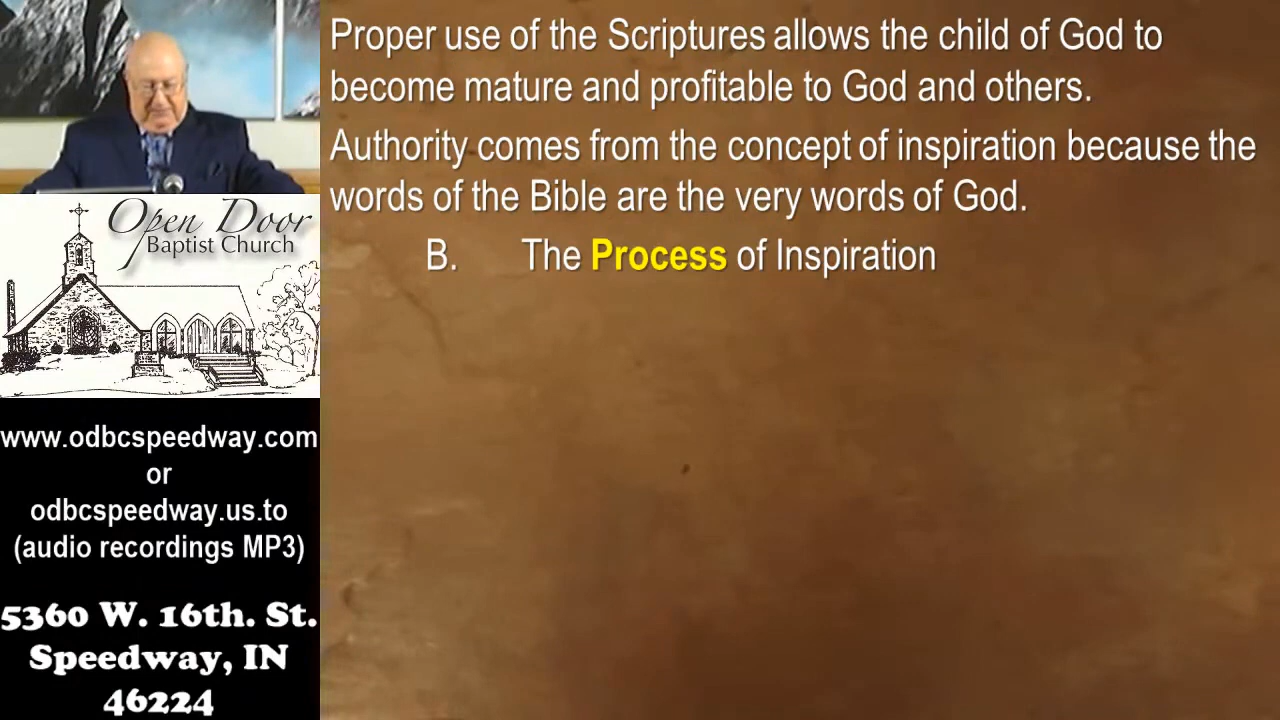 Proper use of the Scriptures allows the child of God to
become mature and profitable to God and others.
Authority comes from the concept of inspiration because the
words of the Bible are the very words of God.
B. The Process of Inspiration
Open Door
Baptist Church
www.odbcspeedway.com
or
odbcspeedway.us.to
(audio recordings MP3)
5360 W. 16th. St.
Speedway, IN
46224